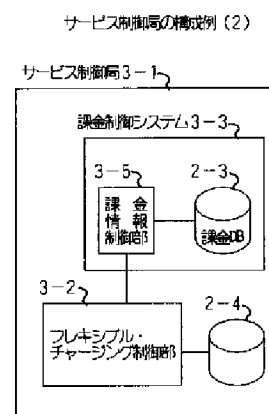 サービス制御局の構成例(2)
サービス制御局3-1
課金制御システム3-3
3-5
2-3
課金
情報
制御部
課金DB
3-2
2-4
フレキシブル・
チャージング制御部